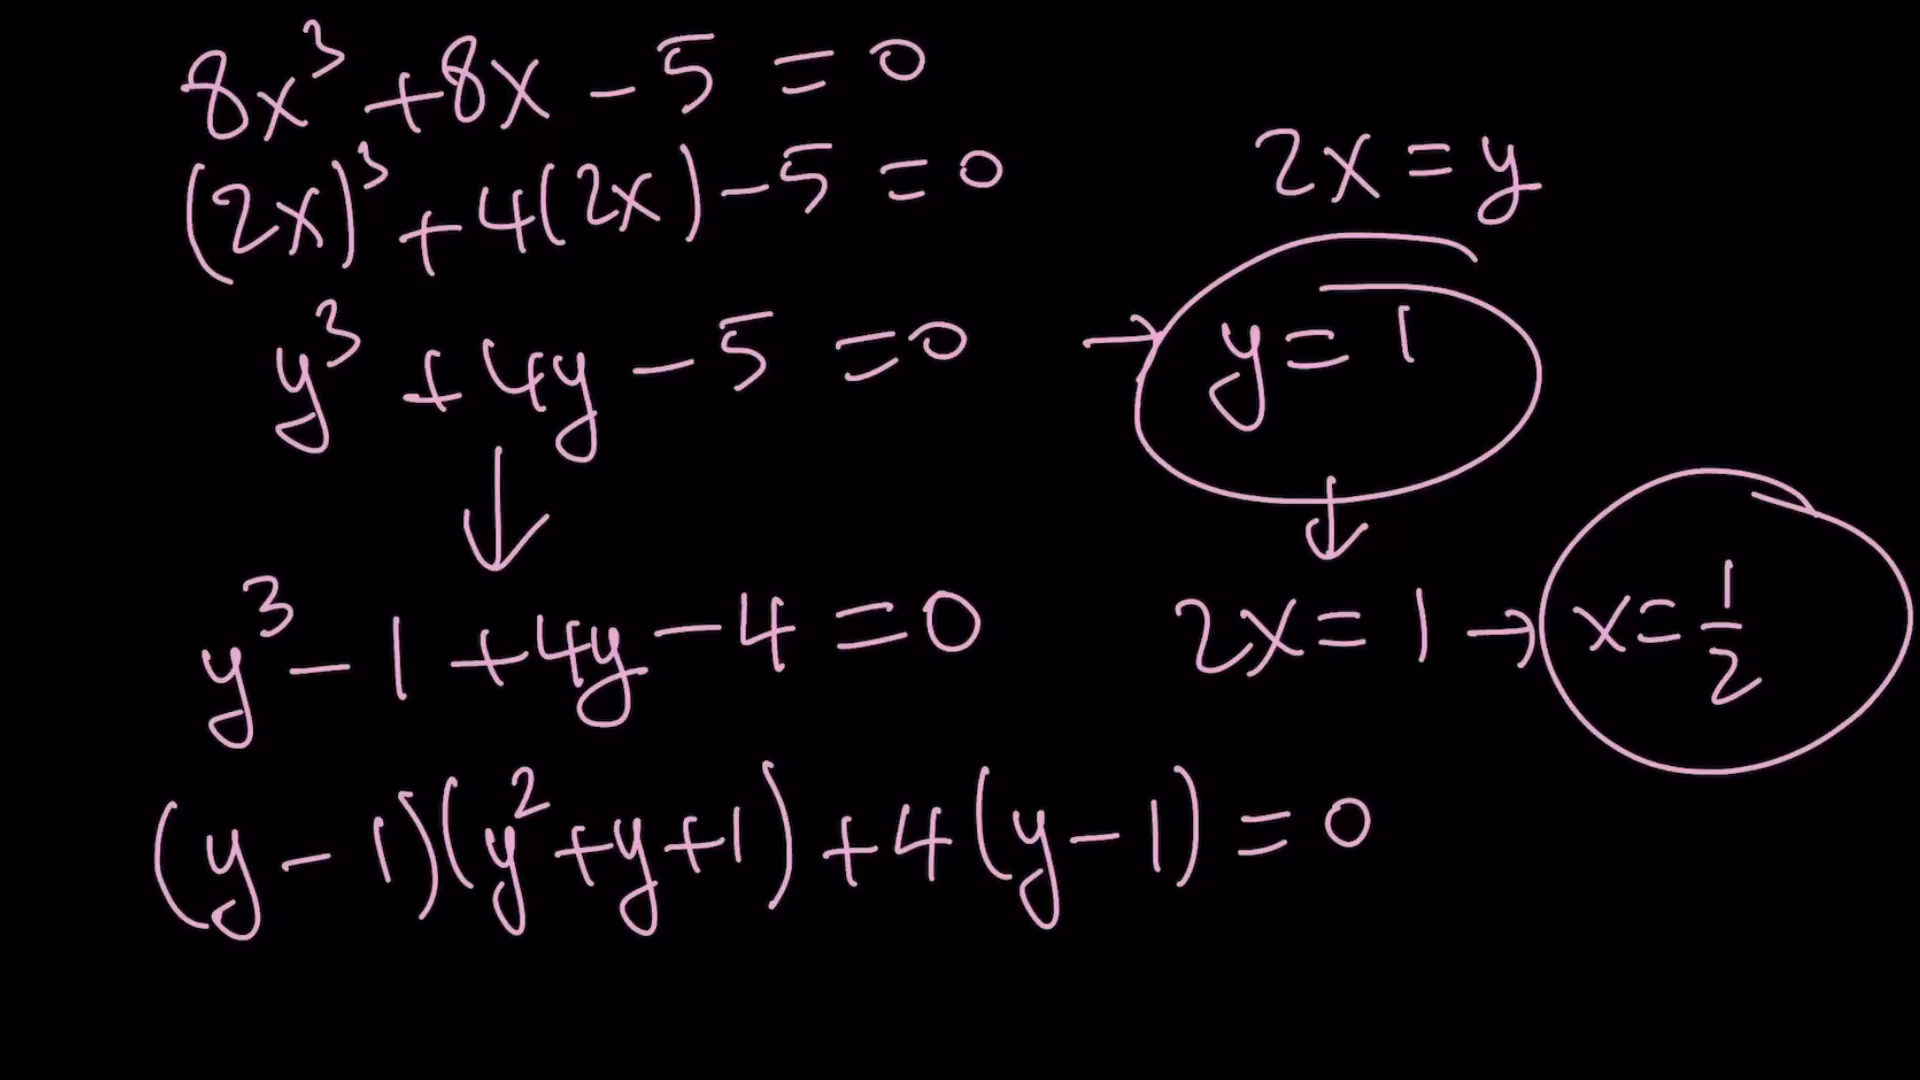 8x³ + 8x - 5 = 0
(2x)³ + 4(2x) - 5 = 0
2x = y
y³ + 4y - 5 = 0 → y = 1
y³ - 1 + 4y - 4 = 0
2x = 1 → x = 1/2
(y - 1)(y² + y + 1) + 4(y - 1) = 0